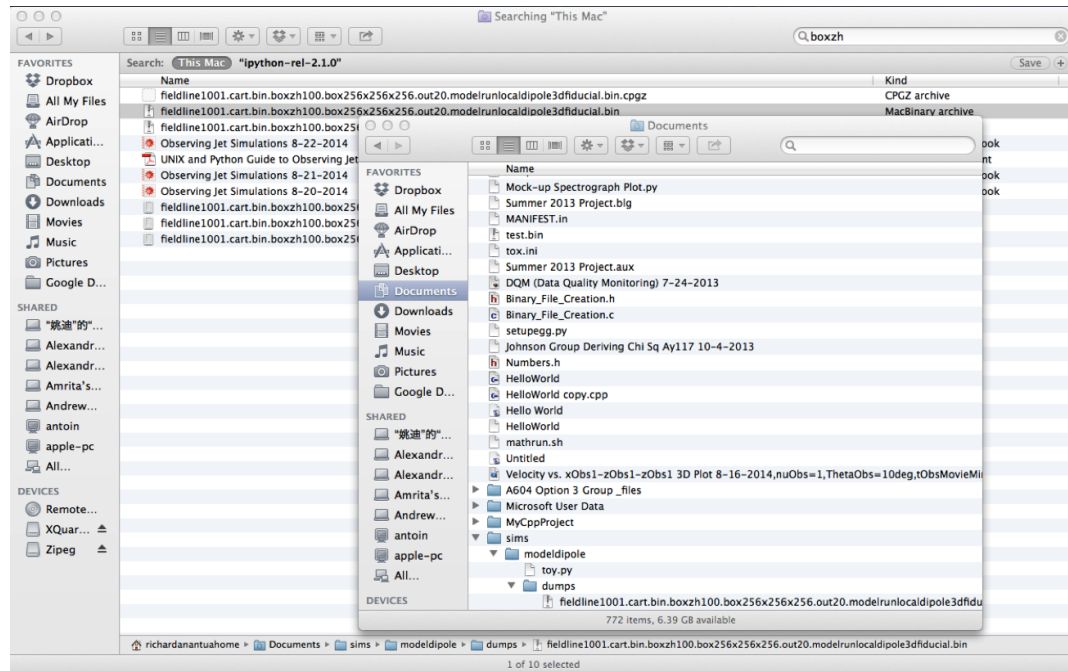 Searching "This Mac"
boxzh
FAVORITES
Dropbox
All My Files
AirDrop
Applicati...
Desktop
Documents
Downloads
Movies
Music
Pictures
Google D...
SHARED
"姚迪"的"...
Alexandr...
Alexandr...
Amrita's...
Andrew...
antoin
apple-pc
All...
DEVICES
Remote...
XQuar...
Zipeg
Search: This Mac "ipython-rel-2.1.0" Save +
Name Kind
fieldline1001.cart.bin.boxzh100.box256x256x256.out20.modelrunlocaldipole3dfiducial.bin.cpgz CPGZ archive
fieldline1001.cart.bin.boxzh100.box256x256x256.out20.modelrunlocaldipole3dfiducial.bin MacBinary archive
fieldline1001.cart.bin.boxzh100.box25
Observing Jet Simulations 8-22-2014 ook
UNIX and Python Guide to Observing Jet nt
Observing Jet Simulations 8-21-2014 ook
Observing Jet Simulations 8-20-2014 ook
fieldline1001.cart.bin.boxzh100.box25
fieldline1001.cart.bin.boxzh100.box25
fieldline1001.cart.bin.boxzh100.box25
Documents
FAVORITES
Dropbox
All My Files
AirDrop
Applicati...
Desktop
Documents
Downloads
Movies
Music
Pictures
Google D...
SHARED
"姚迪"的"...
Alexandr...
Alexandr...
Amrita's...
Andrew...
antoin
apple-pc
All...
DEVICES
Name
Mock-up Spectrograph Plot.py
Summer 2013 Project.blg
MANIFEST.in
test.bin
tox.ini
Summer 2013 Project.aux
DQM (Data Quality Monitoring) 7-24-2013
Binary_File_Creation.h
Binary_File_Creation.c
setupegg.py
Johnson Group Deriving Chi Sq Ay117 10-4-2013
Numbers.h
HelloWorld
HelloWorld copy.cpp
Hello World
HelloWorld
mathrun.sh
Untitled
Velocity vs. xObs1-zObs1-zObs1 3D Plot 8-16-2014,nuObs=1,ThetaObs=10deg,tObsMovieMi
A604 Option 3 Group _files
Microsoft User Data
MyCppProject
sims
modeldipole
toy.py
dumps
fieldline1001.cart.bin.boxzh100.box256x256x256.out20.modelrunlocaldipole3dfidu
772 items, 6.39 GB available
richardanantuahome ▸ Documents ▸ sims ▸ modeldipole ▸ dumps ▸ fieldline1001.cart.bin.boxzh100.box256x256x256.out20.modelrunlocaldipole3dfiducial.bin
1 of 10 selected